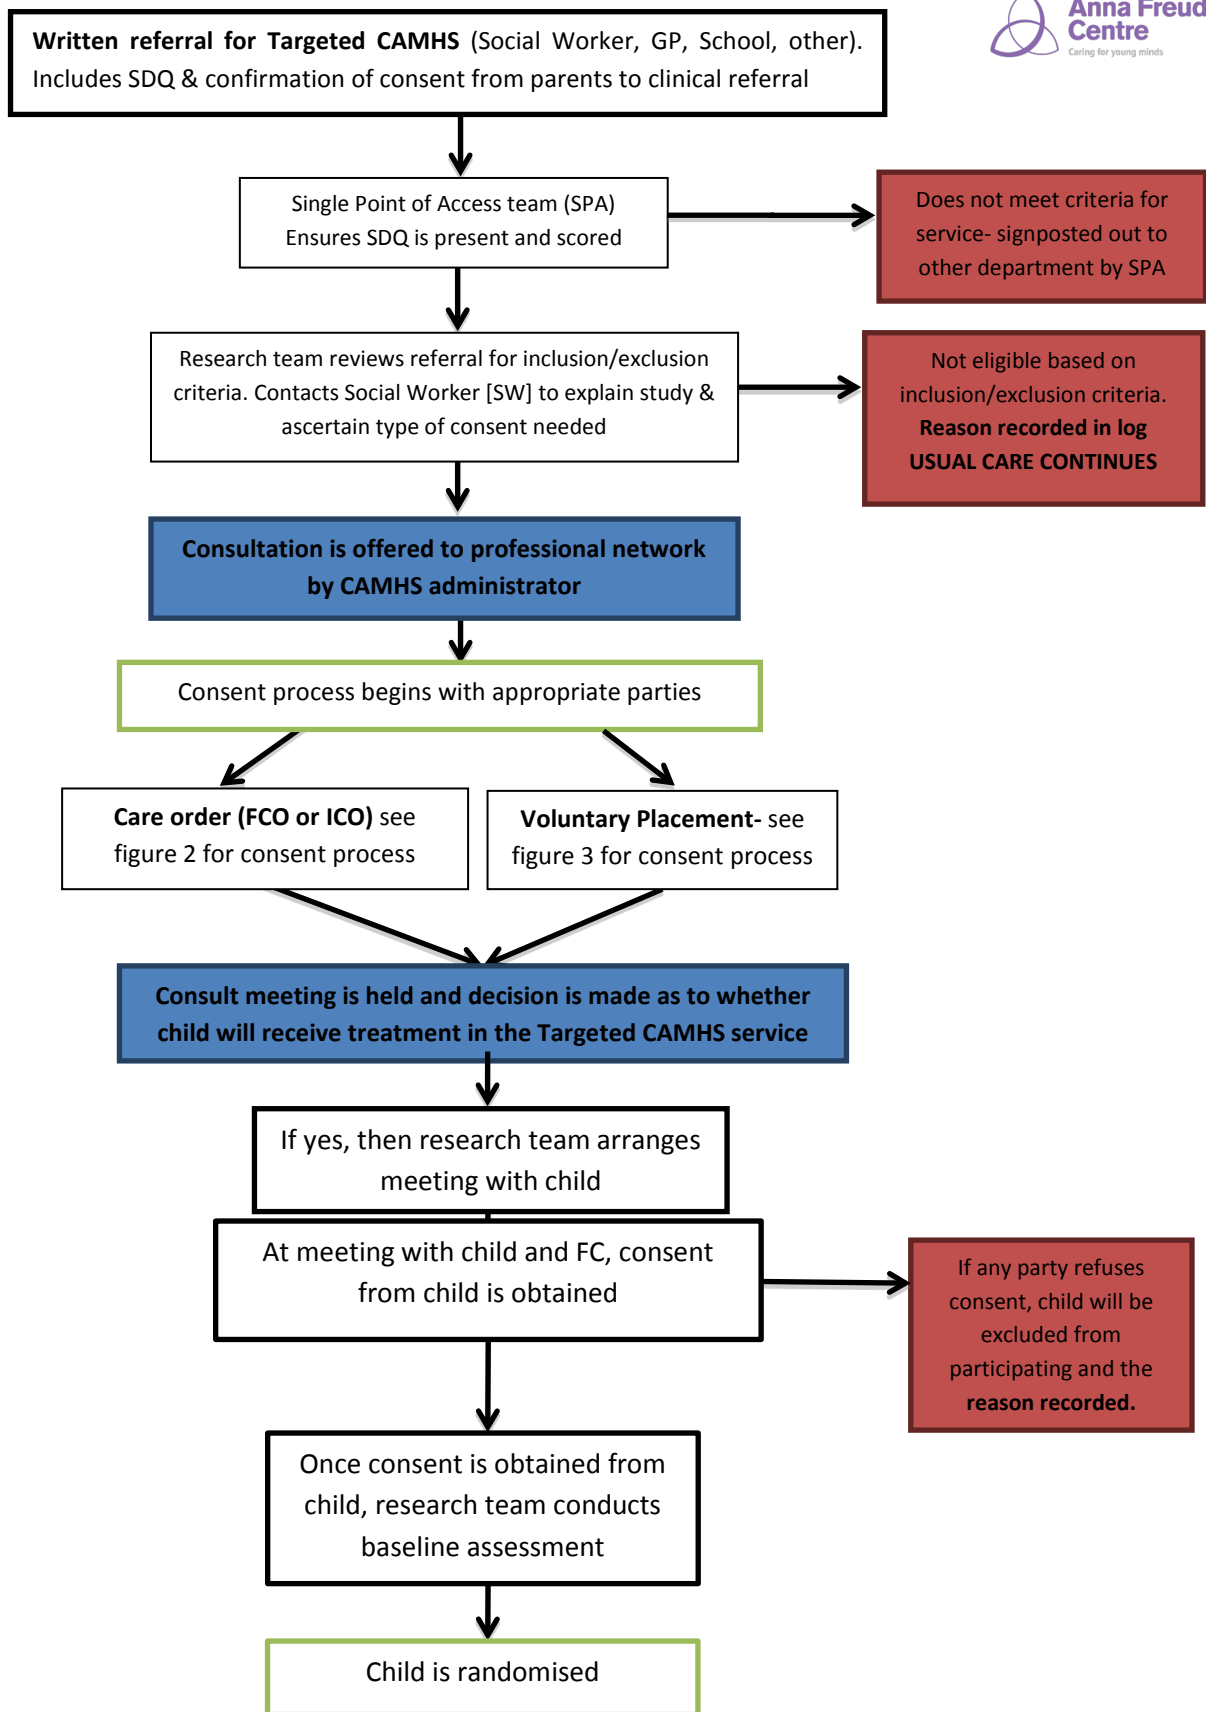 Anna Freud
Centre
Caring for young minds
Written referral for Targeted CAMHS (Social Worker, GP, School, other).
Includes SDQ & confirmation of consent from parents to clinical referral
Single Point of Access team (SPA)
Ensures SDQ is present and scored
Does not meet criteria for
service- signposted out to
other department by SPA
Research team reviews referral for inclusion/exclusion
criteria. Contacts Social Worker [SW] to explain study &
ascertain type of consent needed
Not eligible based on
inclusion/exclusion criteria.
Reason recorded in log
USUAL CARE CONTINUES
Consultation is offered to professional network
by CAMHS administrator
Consent process begins with appropriate parties
Care order (FCO or ICO) see
figure 2 for consent process
Voluntary Placement- see
figure 3 for consent process
Consult meeting is held and decision is made as to whether
child will receive treatment in the Targeted CAMHS service
If yes, then research team arranges
meeting with child
At meeting with child and FC, consent
from child is obtained
If any party refuses
consent, child will be
excluded from
participating and the
reason recorded.
Once consent is obtained from
child, research team conducts
baseline assessment
Child is randomised